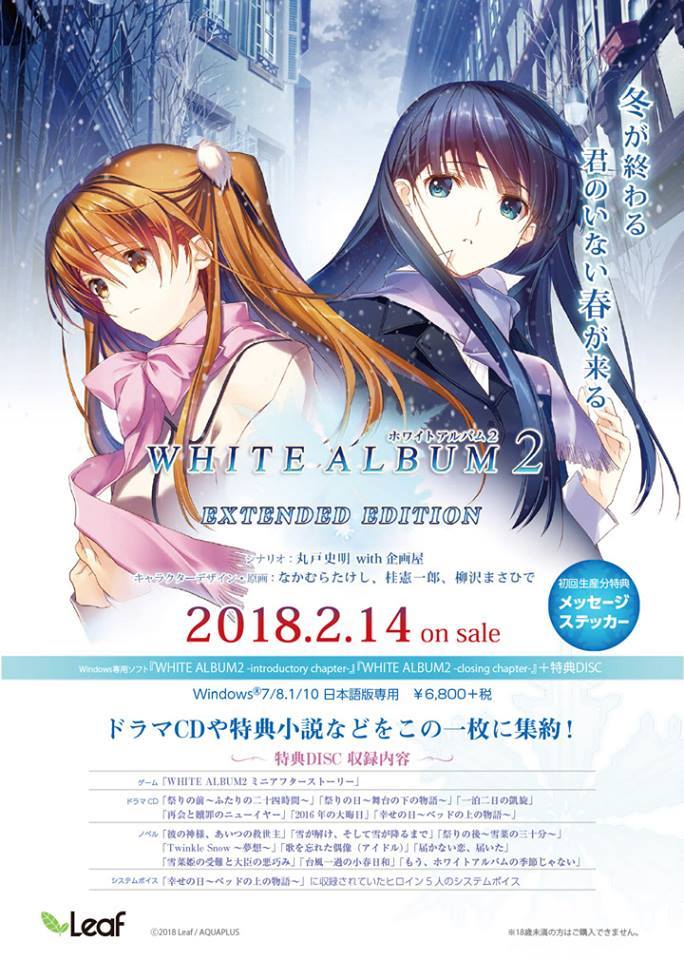 冬が終わる
君のいない春が来る
ホワイトアルバム2
WHITE ALBUM 2
EXTENDED EDITION
シナリオ：丸戸史明 with 企画屋
キャラクターデザイン・原画：なかむらたけし、桂憲一郎、柳沢まさひで
初回生産分特典
メッセージ
ステッカー
2018.2.14 on sale
Windows専用ソフト『WHITE ALBUM2 -introductory chapter-』『WHITE ALBUM2 -closing chapter-』＋特典DISC
Windows®7/8.1/10 日本語版専用 ￥6,800+税
ドラマCDや特典小説などをこの一枚に集約！
特典DISC 収録内容
ゲーム「WHITE ALBUM2 ミニアフターストーリー」
ドラマCD「祭りの前～ふたりの二十四時間～」「祭りの日～舞台の下の物語～」「一泊二日の凱旋」
「再会と贖罪のニューイヤー」「2016年の大晦日」「幸せの日～ベッドの上の物語～」
ノベル「彼の神様、あいつの救世主」「雪が解け、そして雪が降るまで」「祭りの後～雪菜の三十分～」
「Twinkle Snow ～夢想～」「歌を忘れた偶像（アイドル）」「届かない恋、届いた」
「雪菜姫の受難と大臣の悪巧み」「台風一過の小春日和」「もう、ホワイトアルバムの季節じゃない」
システムボイス「幸せの日～ベッドの上の物語～」に収録されていたヒロイン5人のシステムボイス
Leaf
©2018 Leaf / AQUAPLUS
※18歳未満の方はご購入できません。